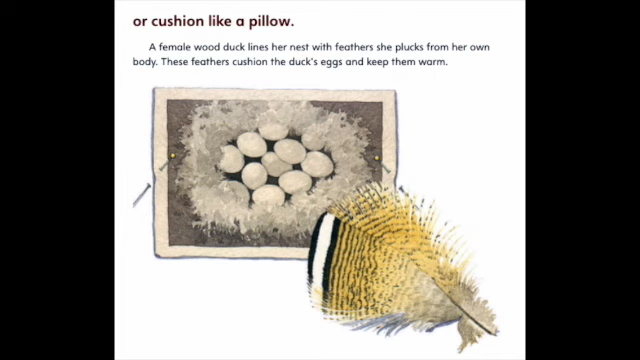 or cushion like a pillow.
A female wood duck lines her nest with feathers she plucks from her own
body. These feathers cushion the duck's eggs and keep them warm.